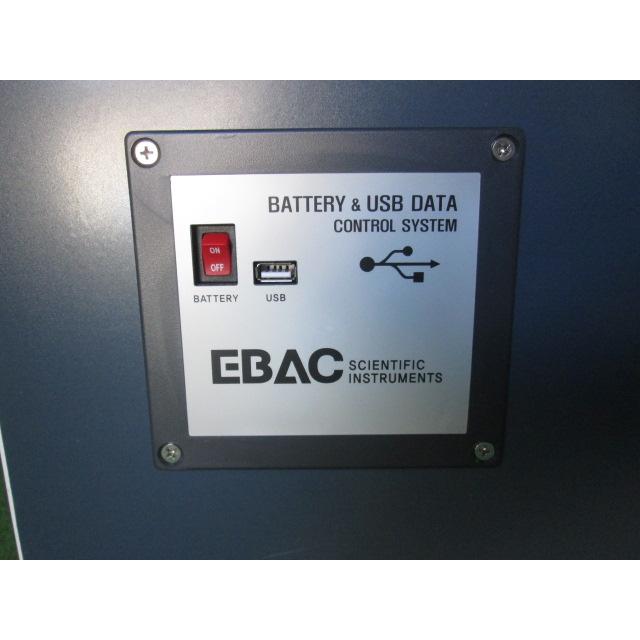 BATTERY & USB DATA
CONTROL SYSTEM
ON
OFF
BATTERY
USB
EBAC SCIENTIFIC
INSTRUMENTS